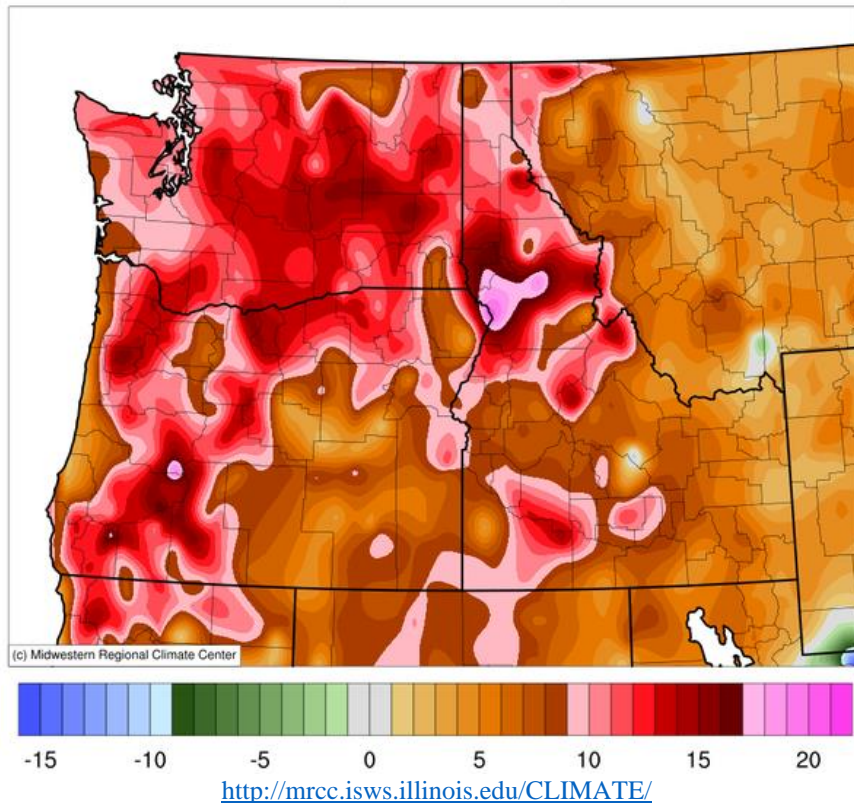 (c) Midwestern Regional Climate Center
-15 -10 -5 0 5 10 15 20
http://mrcc.isws.illinois.edu/CLIMATE/